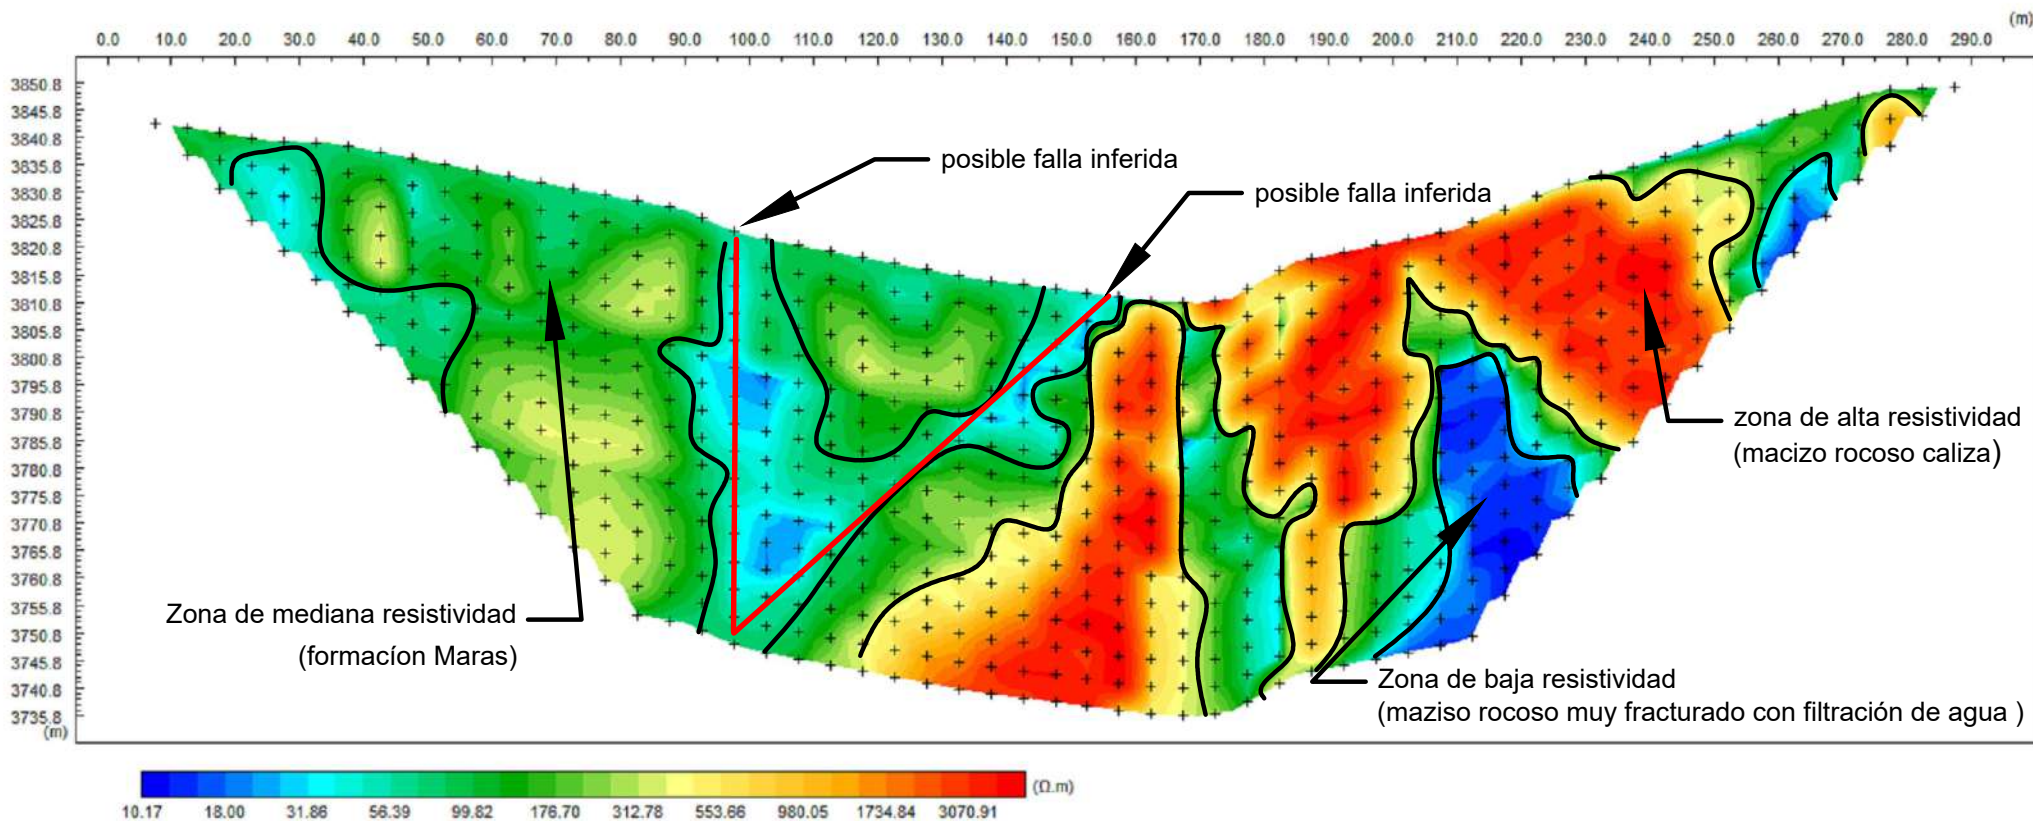 (m)
0.0 10.0 20.0 30.0 40.0 50.0 60.0 70.0 80.0 90.0 100.0 110.0 120.0 130.0 140.0 150.0 160.0 170.0 180.0 190.0 200.0 210.0 220.0 230.0 240.0 250.0 260.0 270.0 280.0 290.0
3850.8
3845.8
3840.8
3835.8
3830.8
3825.8
3820.8
3815.8
3810.8
3805.8
3800.8
3795.8
3790.8
3785.8
3780.8
3775.8
3770.8
3765.8
3760.8
3755.8
3750.8
3745.8
3740.8
3735.8
(m)
posible falla inferida
posible falla inferida
zona de alta resistividad
(macizo rocoso caliza)
Zona de mediana resistividad
(formacíon Maras)
Zona de baja resistividad
(maziso rocoso muy fracturado con filtración de agua )
(Ω.m)
10.17 18.00 31.86 56.39 99.82 176.70 312.78 553.66 980.05 1734.84 3070.91